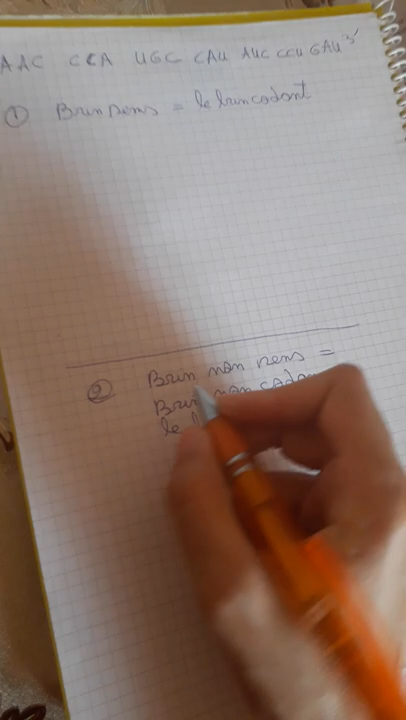 AAC CCA UGC CAU AUC CCU GAU 3'
① Brin sens = le brin codant
② Brin non sens =
Brin non codant
le